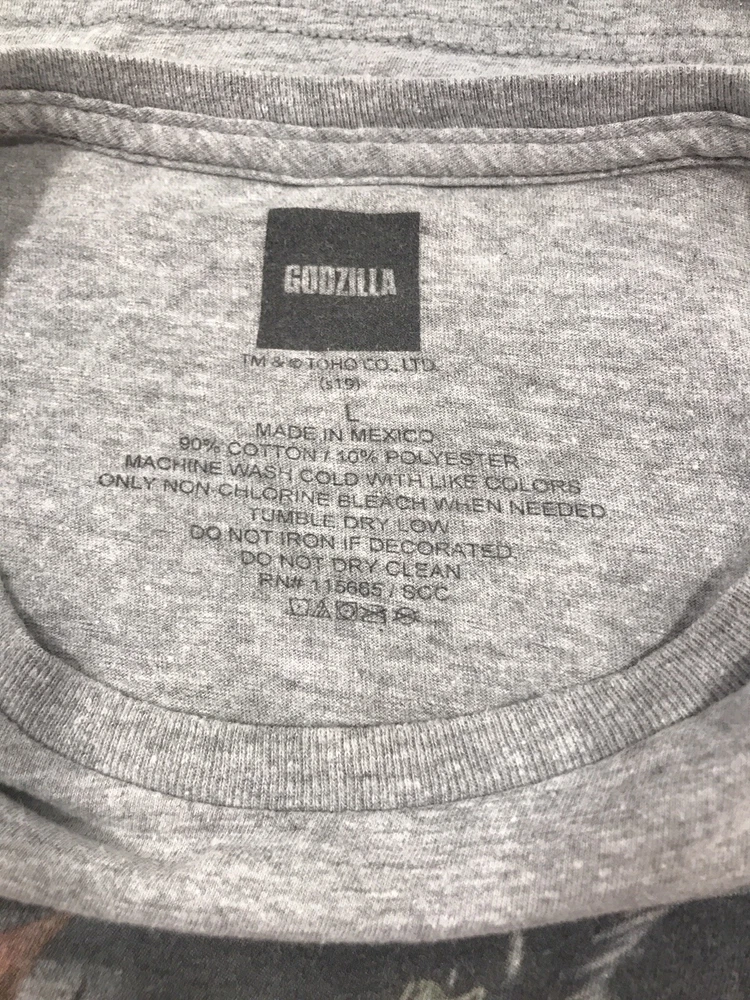 GODZILLA
TM & © TOHO CO., LTD.
(s19)
L
MADE IN MEXICO
90% COTTON / 10% POLYESTER
MACHINE WASH COLD WITH LIKE COLORS
ONLY NON-CHLORINE BLEACH WHEN NEEDED
TUMBLE DRY LOW
DO NOT IRON IF DECORATED
DO NOT DRY CLEAN
RN# 115665 / SCC